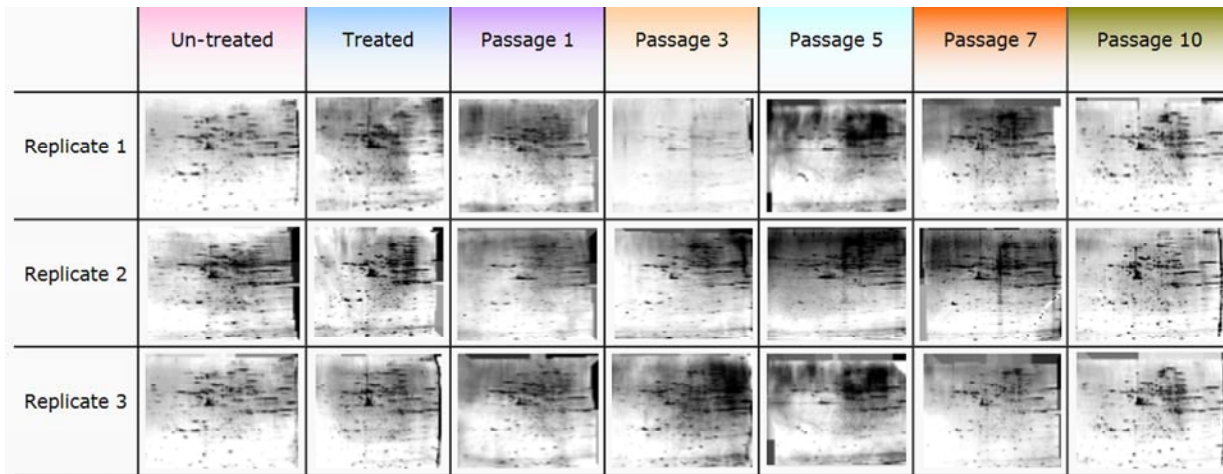 Un-treated Treated Passage 1 Passage 3 Passage 5 Passage 7 Passage 10
Replicate 1
Replicate 2
Replicate 3